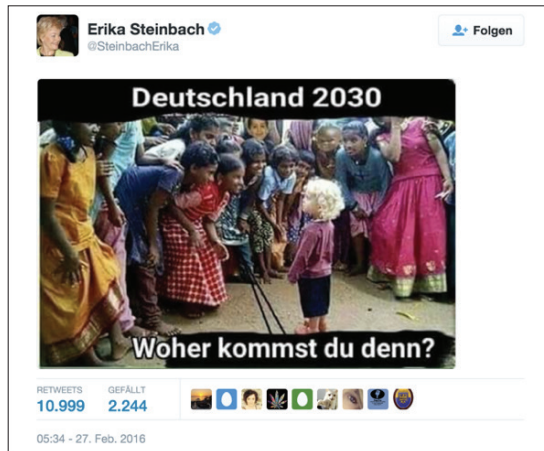 Erika Steinbach
@SteinbachErika
Folgen
Deutschland 2030
Woher kommst du denn?
RETWEETS GEFÄLLT
10.999 2.244
05:34 - 27. Feb. 2016